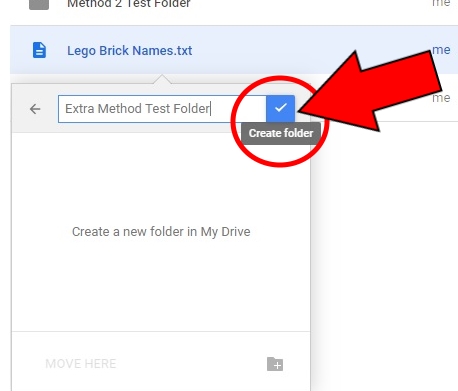 Method 2 Test Folder me
Lego Brick Names.txt me
me
Extra Method Test Folder
Create folder
Create a new folder in My Drive
MOVE HERE